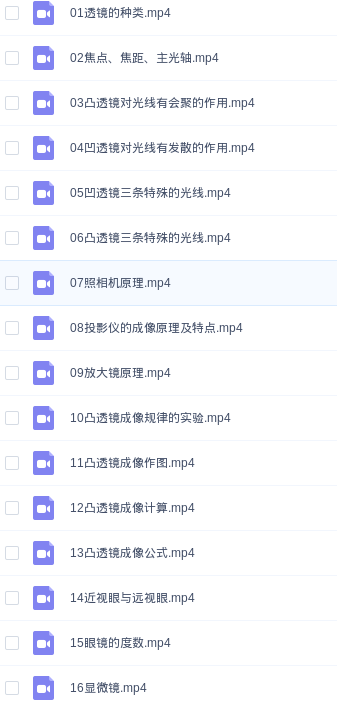 01透镜的种类.mp4
02焦点、焦距、主光轴.mp4
03凸透镜对光线有会聚的作用.mp4
04凹透镜对光线有发散的作用.mp4
05凹透镜三条特殊的光线.mp4
06凸透镜三条特殊的光线.mp4
07照相机原理.mp4
08投影仪的成像原理及特点.mp4
09放大镜原理.mp4
10凸透镜成像规律的实验.mp4
11凸透镜成像作图.mp4
12凸透镜成像计算.mp4
13凸透镜成像公式.mp4
14近视眼与远视眼.mp4
15眼镜的度数.mp4
16显微镜.mp4